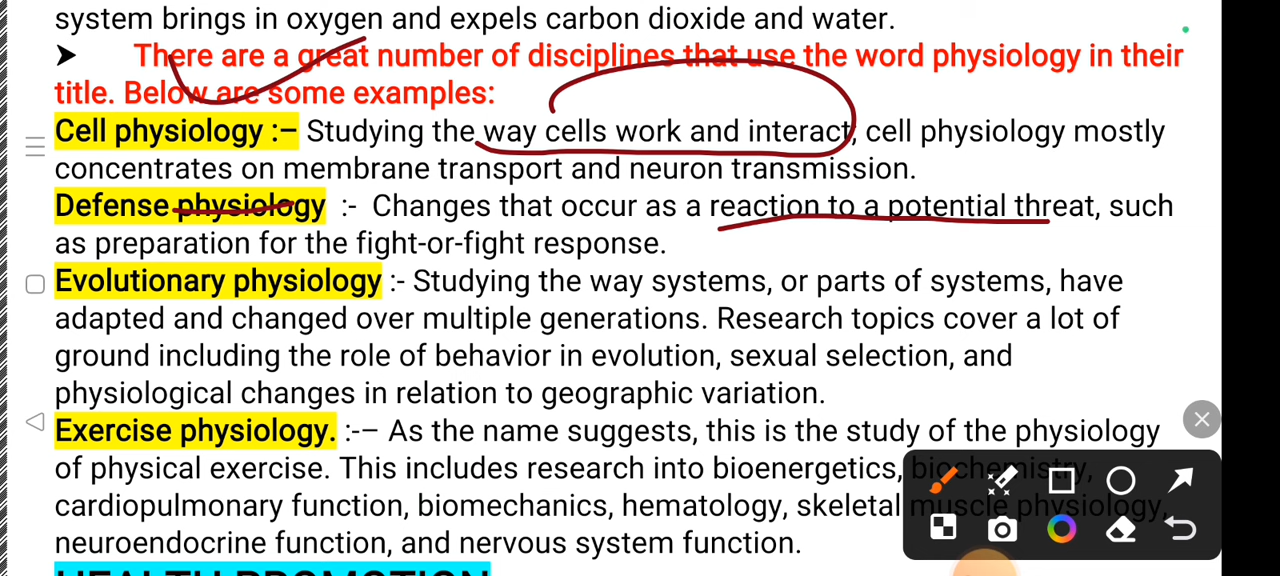 system brings in oxygen and expels carbon dioxide and water.
➤ There are a great number of disciplines that use the word physiology in their
title. Below are some examples:
Cell physiology :– Studying the way cells work and interact, cell physiology mostly
concentrates on membrane transport and neuron transmission.
Defense physiology :- Changes that occur as a reaction to a potential threat, such
as preparation for the fight-or-fight response.
Evolutionary physiology :- Studying the way systems, or parts of systems, have
adapted and changed over multiple generations. Research topics cover a lot of
ground including the role of behavior in evolution, sexual selection, and
physiological changes in relation to geographic variation.
Exercise physiology. :-– As the name suggests, this is the study of the physiology
of physical exercise. This includes research into bioenergetics, biochemistry,
cardiopulmonary function, biomechanics, hematology, skeletal muscle physiology,
neuroendocrine function, and nervous system function.
HEALTH PROMOTION